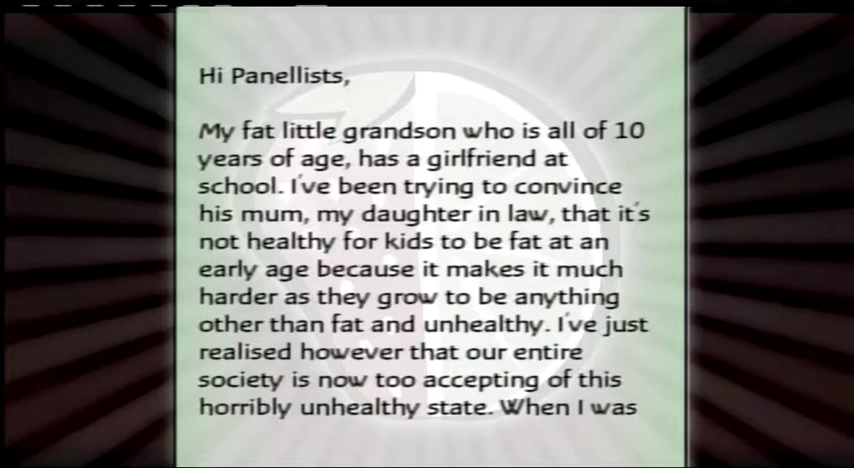 Hi Panellists,
My fat little grandson who is all of 10
years of age, has a girlfriend at
school. I've been trying to convince
his mum, my daughter in law, that it's
not healthy for kids to be fat at an
early age because it makes it much
harder as they grow to be anything
other than fat and unhealthy. I've just
realised however that our entire
society is now too accepting of this
horribly unhealthy state. When I was